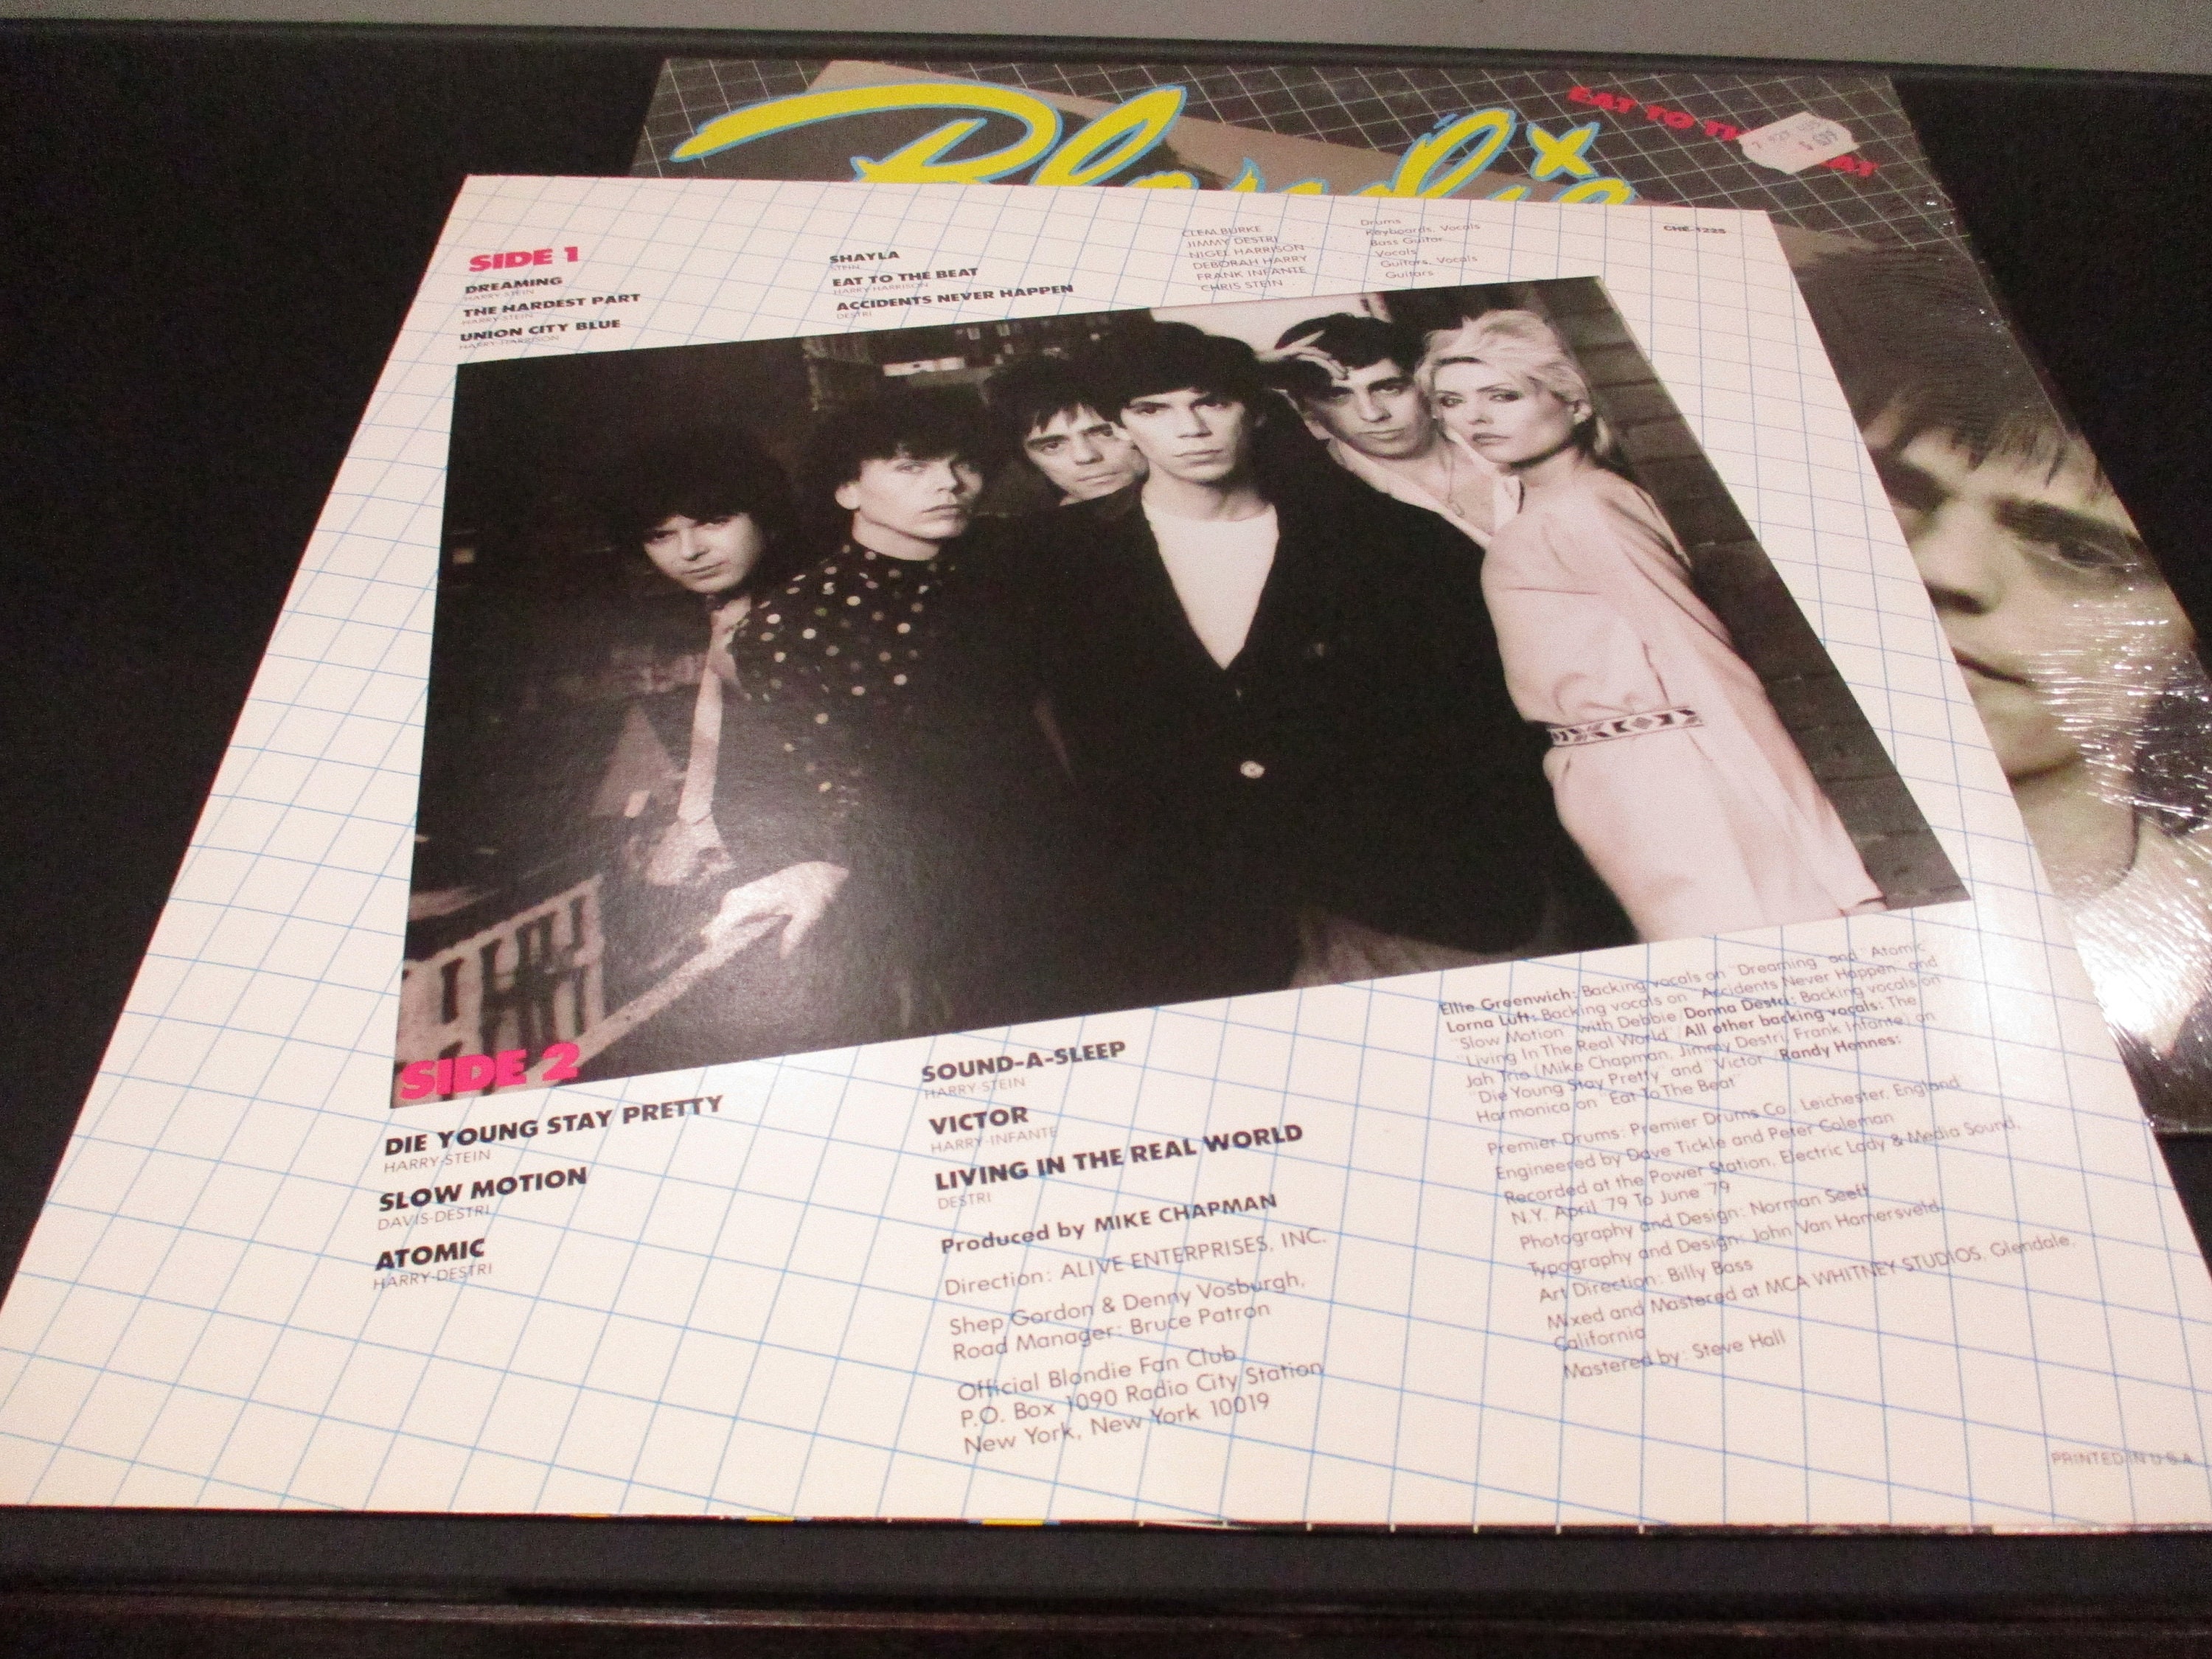 Blondie
EAT TO TH
EAT
CHE-1225
SIDE 1
DREAMING
HARRY-STEIN
THE HARDEST PART
HARRY-STEIN
UNION CITY BLUE
HARRY-HARRISON
SHAYLA
STEIN
EAT TO THE BEAT
HARRY-HARRISON
ACCIDENTS NEVER HAPPEN
DESTRI
CLEM BURKE Drums
JIMMY DESTRI Keyboards, Vocals
NIGEL HARRISON Bass Guitar
DEBORAH HARRY Vocals
FRANK INFANTE Guitars, Vocals
CHRIS STEIN Guitars
SIDE 2
DIE YOUNG STAY PRETTY
HARRY-STEIN
SLOW MOTION
DAVIS-DESTRI
ATOMIC
HARRY-DESTRI
SOUND-A-SLEEP
HARRY STEIN
VICTOR
HARRY-INFANTE
LIVING IN THE REAL WORLD
DESTRI
Produced by MIKE CHAPMAN
Direction: ALIVE ENTERPRISES, INC.
Shep Gordon & Denny Vosburgh,
Road Manager: Bruce Patron
Official Blondie Fan Club
P.O. Box 1090 Radio City Station
New York, New York 10019
Ellie Greenwich: Backing vocals on "Dreaming" and "Atomic"
Lorna Luft: Backing vocals on "Accidents Never Happen" and
"Slow Motion" with Debbie Donna Destri: Backing vocals on
"Living In The Real World" All other backing vocals: The
Jah Trio (Mike Chapman, Jimmy Destri, Frank Infante) on
"Die Young Stay Pretty" and "Victor" Randy Hennes:
Harmonica on "Eat To The Beat"
Premier Drums: Premier Drums Co., Leichester, England
Engineered by Dave Tickle and Peter Coleman
Recorded at the Power Station, Electric Lady & Media Sound,
N.Y. April '79 To June '79
Photography and Design: Norman Seeff
Typography and Design: John Van Hamersveld
Art Direction: Billy Bass
Mixed and Mastered at MCA WHITNEY STUDIOS, Glendale,
California
Mastered by: Steve Hall
PRINTED IN U.S.A.